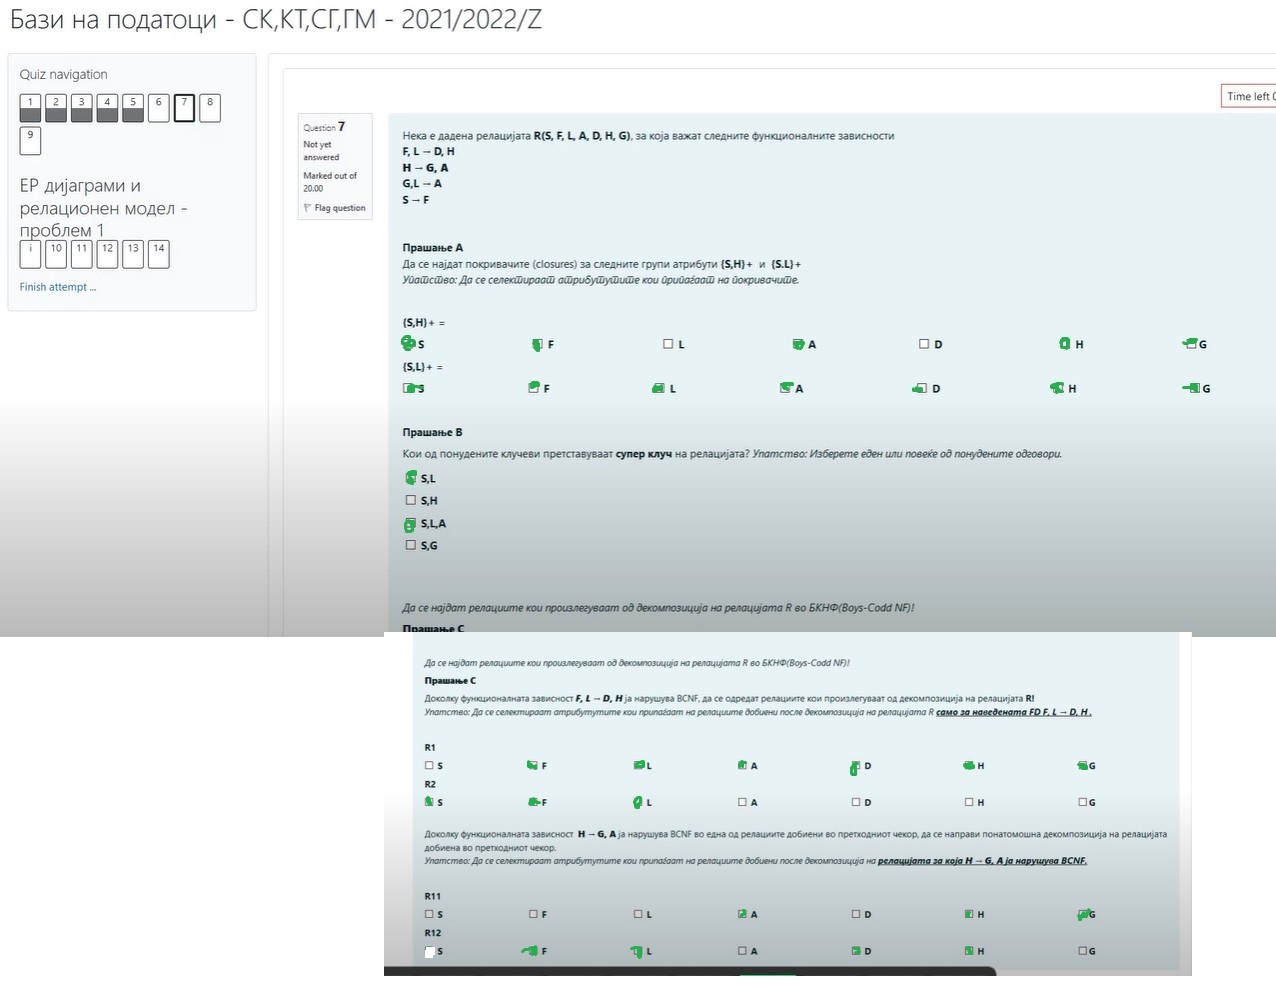 Бази на податоци - СК,КТ,СГ,ГМ - 2021/2022/Z
Quiz navigation
1 2 3 4 5 6 7 8
9
ЕР дијаграми и
релационен модел -
проблем 1
i 10 11 12 13 14
Finish attempt ...
Time left 0
Question 7
Not yet
answered
Marked out of
20.00
Flag question
Нека е дадена релацијата R(S, F, L, A, D, H, G), за која важат следните функционалните зависности
F, L → D, H
H → G, A
G,L → A
S → F
Прашање A
Да се најдат покривачите (closures) за следните групи атрибути {S,H}+ и {S.L}+
Упатство: Да се селектираат атрибутутите кои припаѓаат на покривачите.
{S,H}+ =
S F L A D H G
{S,L}+ =
S F L A D H G
Прашање B
Кои од понудените клучеви претставуваат супер клуч на релацијата? Упатство: Изберете еден или повеќе од понудените одговори.
S,L
S,H
S,L,A
S,G
Да се најдат релациите кои произлегуваат од декомпозиција на релацијата R во БКНФ(Boys-Codd NF)!
Прашање C
Да се најдат релациите кои произлегуваат од декомпозиција на релацијата R во БКНФ(Boys-Codd NF)!
Прашање C
Доколку функционалната зависност F, L → D, H ја нарушува BCNF, да се одредат релациите кои произлегуваат од декомпозиција на релацијата R!
Упатство: Да се селектираат атрибутутите кои припаѓаат на релациите добиени после декомпозиција на релацијата R само за наведената FD F, L → D, H .
R1
S F L A D H G
R2
S F L A D H G
Доколку функционалната зависност H → G, A ја нарушува BCNF во една од релациите добиени во претходниот чекор, да се направи понатомошна декомпозиција на релацијата
добиена во претходниот чекор.
Упатство: Да се селектираат атрибутутите кои припаѓаат на релациите добиени после декомпозиција на релацијата за која H → G, A ја нарушува BCNF.
R11
S F L A D H G
R12
S F L A D H G